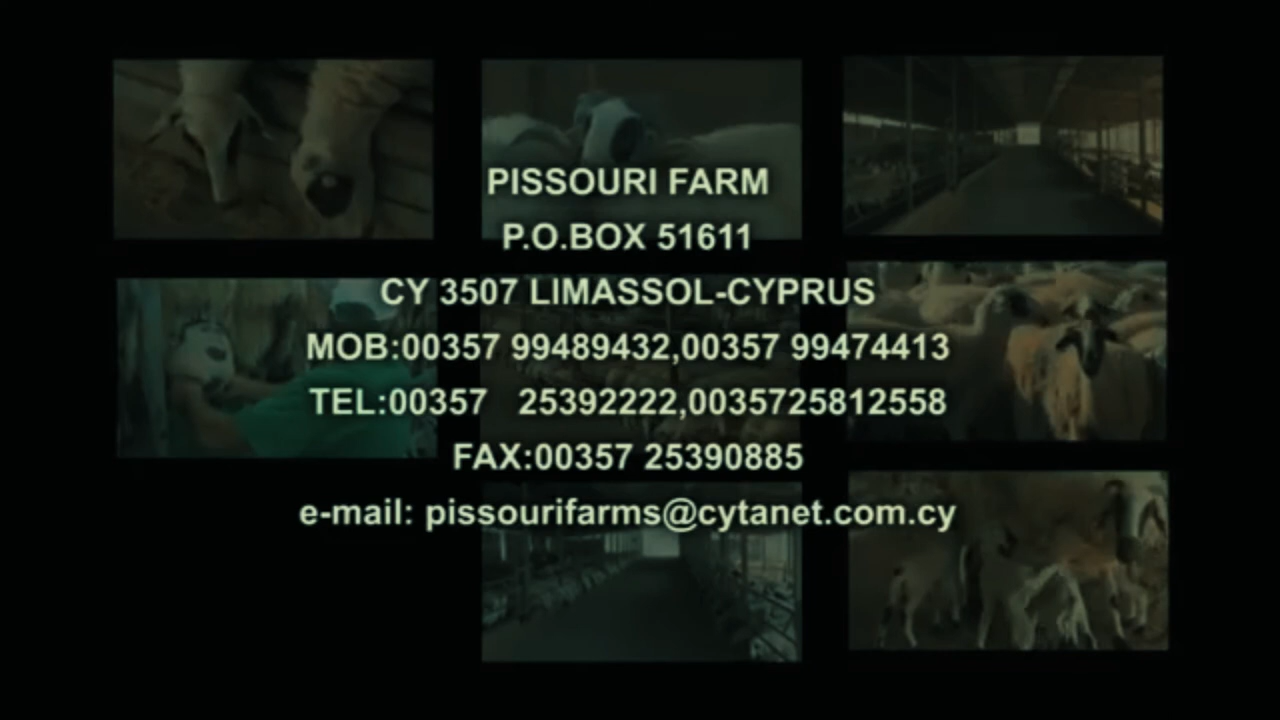 PISSOURI FARM
P.O.BOX 51611
CY 3507 LIMASSOL-CYPRUS
MOB:00357 99489432,00357 99474413
TEL:00357 25392222,0035725812558
FAX:00357 25390885
e-mail: pissourifarms@cytanet.com.cy